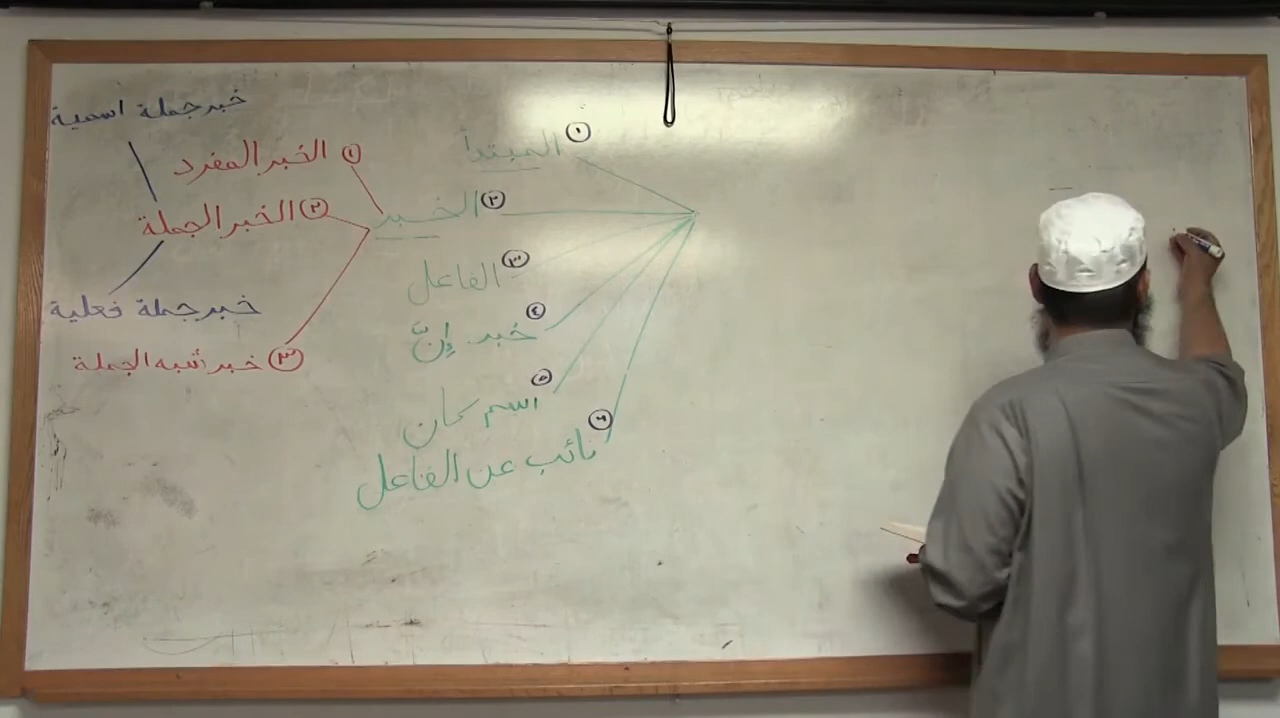 ١ المبتدأ
٢ الخبر
٣ الفاعل
٤ خبر إنّ
٥ اسم كان
٦ نائب عن الفاعل
١ الخبر المفرد
٢ الخبر الجملة
٣ خبر شبه الجملة
خبر جملة اسمية
خبر جملة فعلية